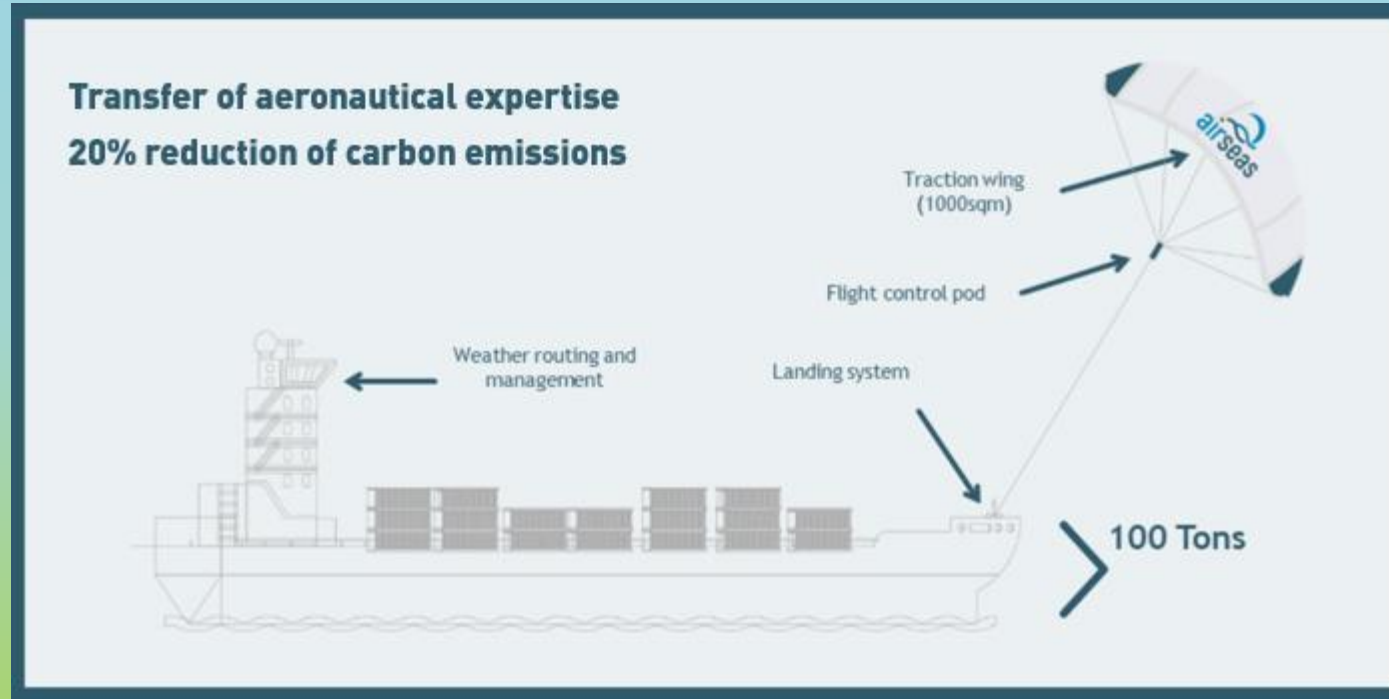 Transfer of aeronautical expertise
20% reduction of carbon emissions
airseas
Traction wing
(1000sqm)
Flight control pod
Weather routing and
management
Landing system
100 Tons